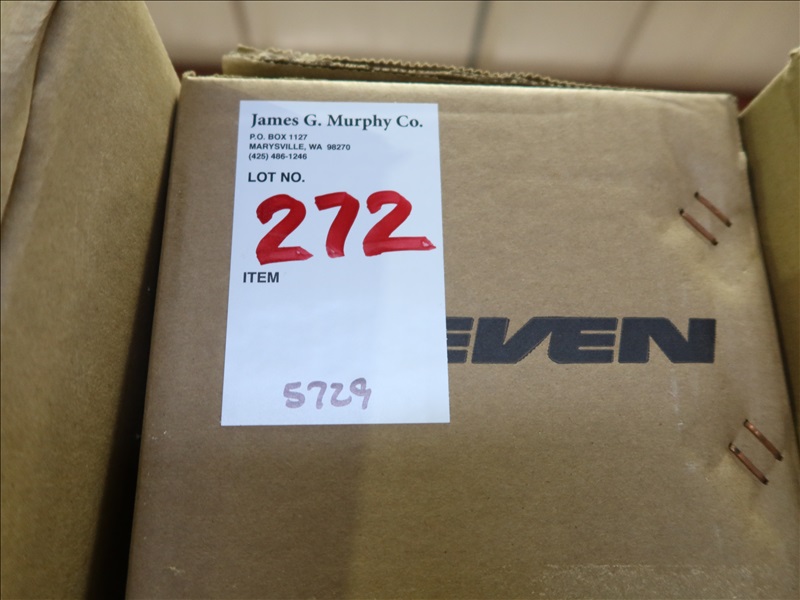 James G. Murphy Co.
P.O. BOX 1127
MARYSVILLE, WA 98270
(425) 486-1246
LOT NO.
272
ITEM
EVEN
5729